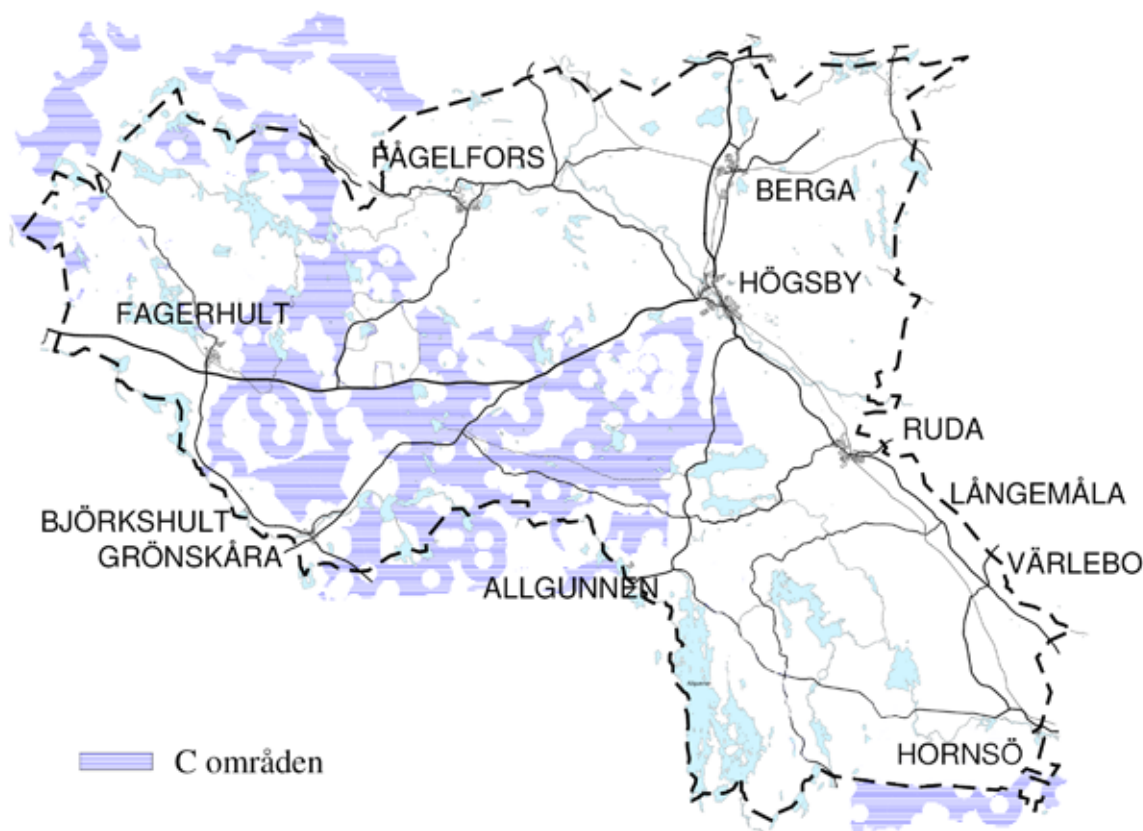 FÅGELFORS
BERGA
HÖGSBY
FAGERHULT
RUDA
LÅNGEMÅLA
BJÖRKSHULT
GRÖNSKÅRA
VÄRLEBO
ALLGUNNEN
HORNSÖ
C områden